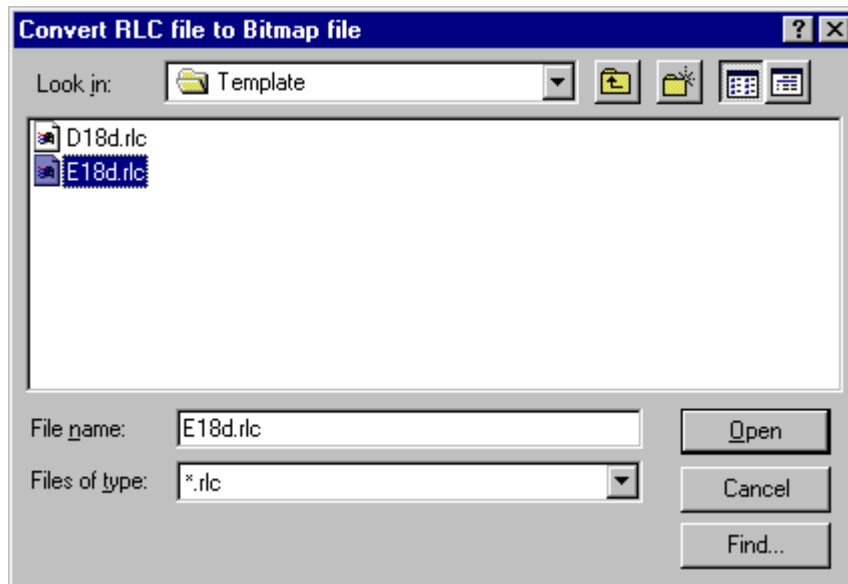 Convert RLC file to Bitmap file
Look in:
Template
D18d.rlc
E18d.rlc
File name:
E18d.rlc
Open
Files of type:
*.rlc
Cancel
Find...